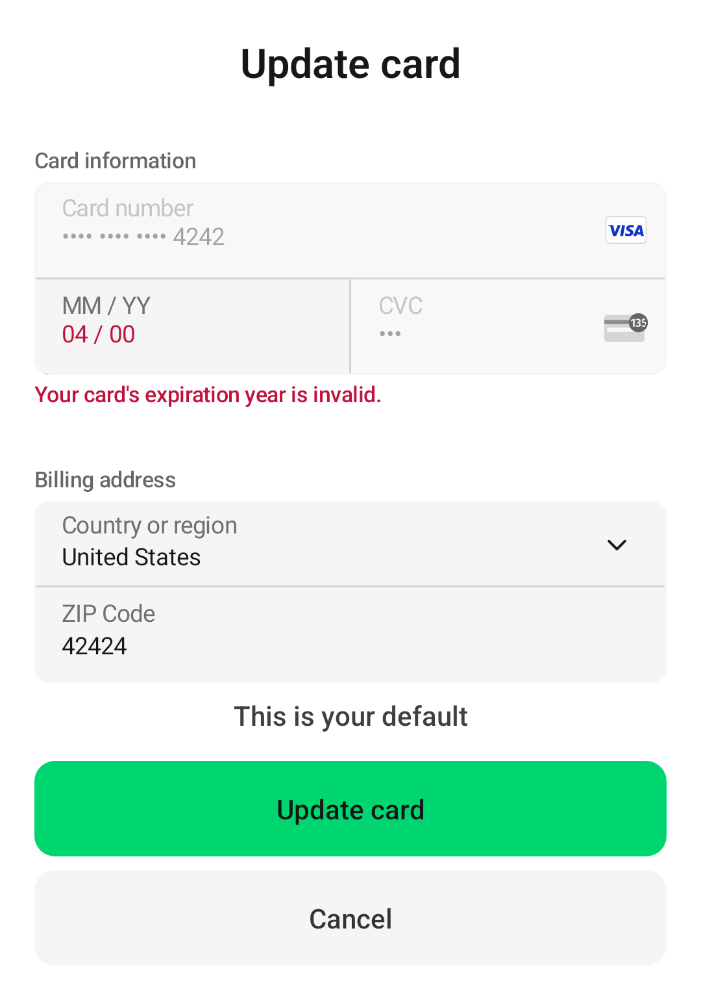 Update card
Card information
Card number
•••• •••• •••• 4242
VISA
MM / YY
04 / 00
CVC
•••
135
Your card's expiration year is invalid.
Billing address
Country or region
United States
ZIP Code
42424
This is your default
Update card
Cancel